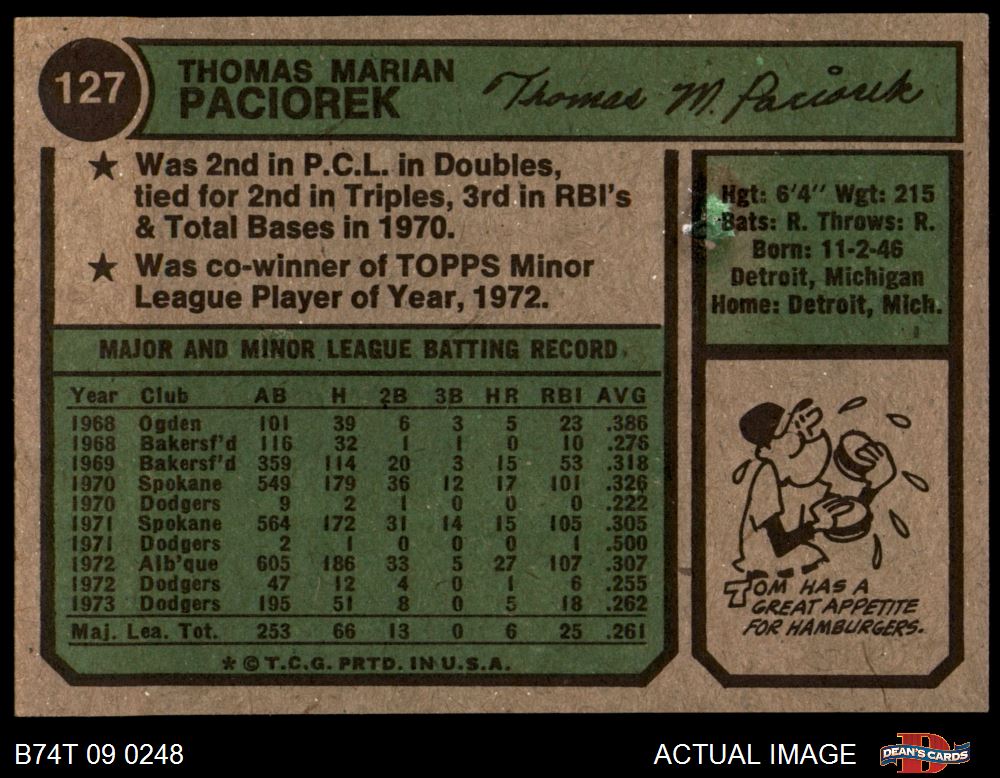 127
THOMAS MARIAN
PACIOREK
Thomas M. Paciorek
★ Was 2nd in P.C.L. in Doubles,
tied for 2nd in Triples, 3rd in RBI's
& Total Bases in 1970.
★ Was co-winner of TOPPS Minor
League Player of Year, 1972.
Hgt: 6'4" Wgt: 215
Bats: R. Throws: R.
Born: 11-2-46
Detroit, Michigan
Home: Detroit, Mich.
MAJOR AND MINOR LEAGUE BATTING RECORD
Year Club AB H 2B 3B HR RBI AVG
1968 Ogden 101 39 6 3 5 23 .386
1968 Bakersf'd 116 32 1 1 0 10 .276
1969 Bakersf'd 359 114 20 3 15 53 .318
1970 Spokane 549 179 36 12 17 101 .326
1970 Dodgers 9 2 1 0 0 0 .222
1971 Spokane 564 172 31 14 15 105 .305
1971 Dodgers 2 1 0 0 0 1 .500
1972 Alb'que 605 186 33 5 27 107 .307
1972 Dodgers 47 12 4 0 1 6 .255
1973 Dodgers 195 51 8 0 5 18 .262
Maj. Lea. Tot. 253 66 13 0 6 25 .261
* © T.C.G. PRTD. IN U.S.A.
TOM HAS A
GREAT APPETITE
FOR HAMBURGERS.
B74T 09 0248
ACTUAL IMAGE
DEAN'S CARDS